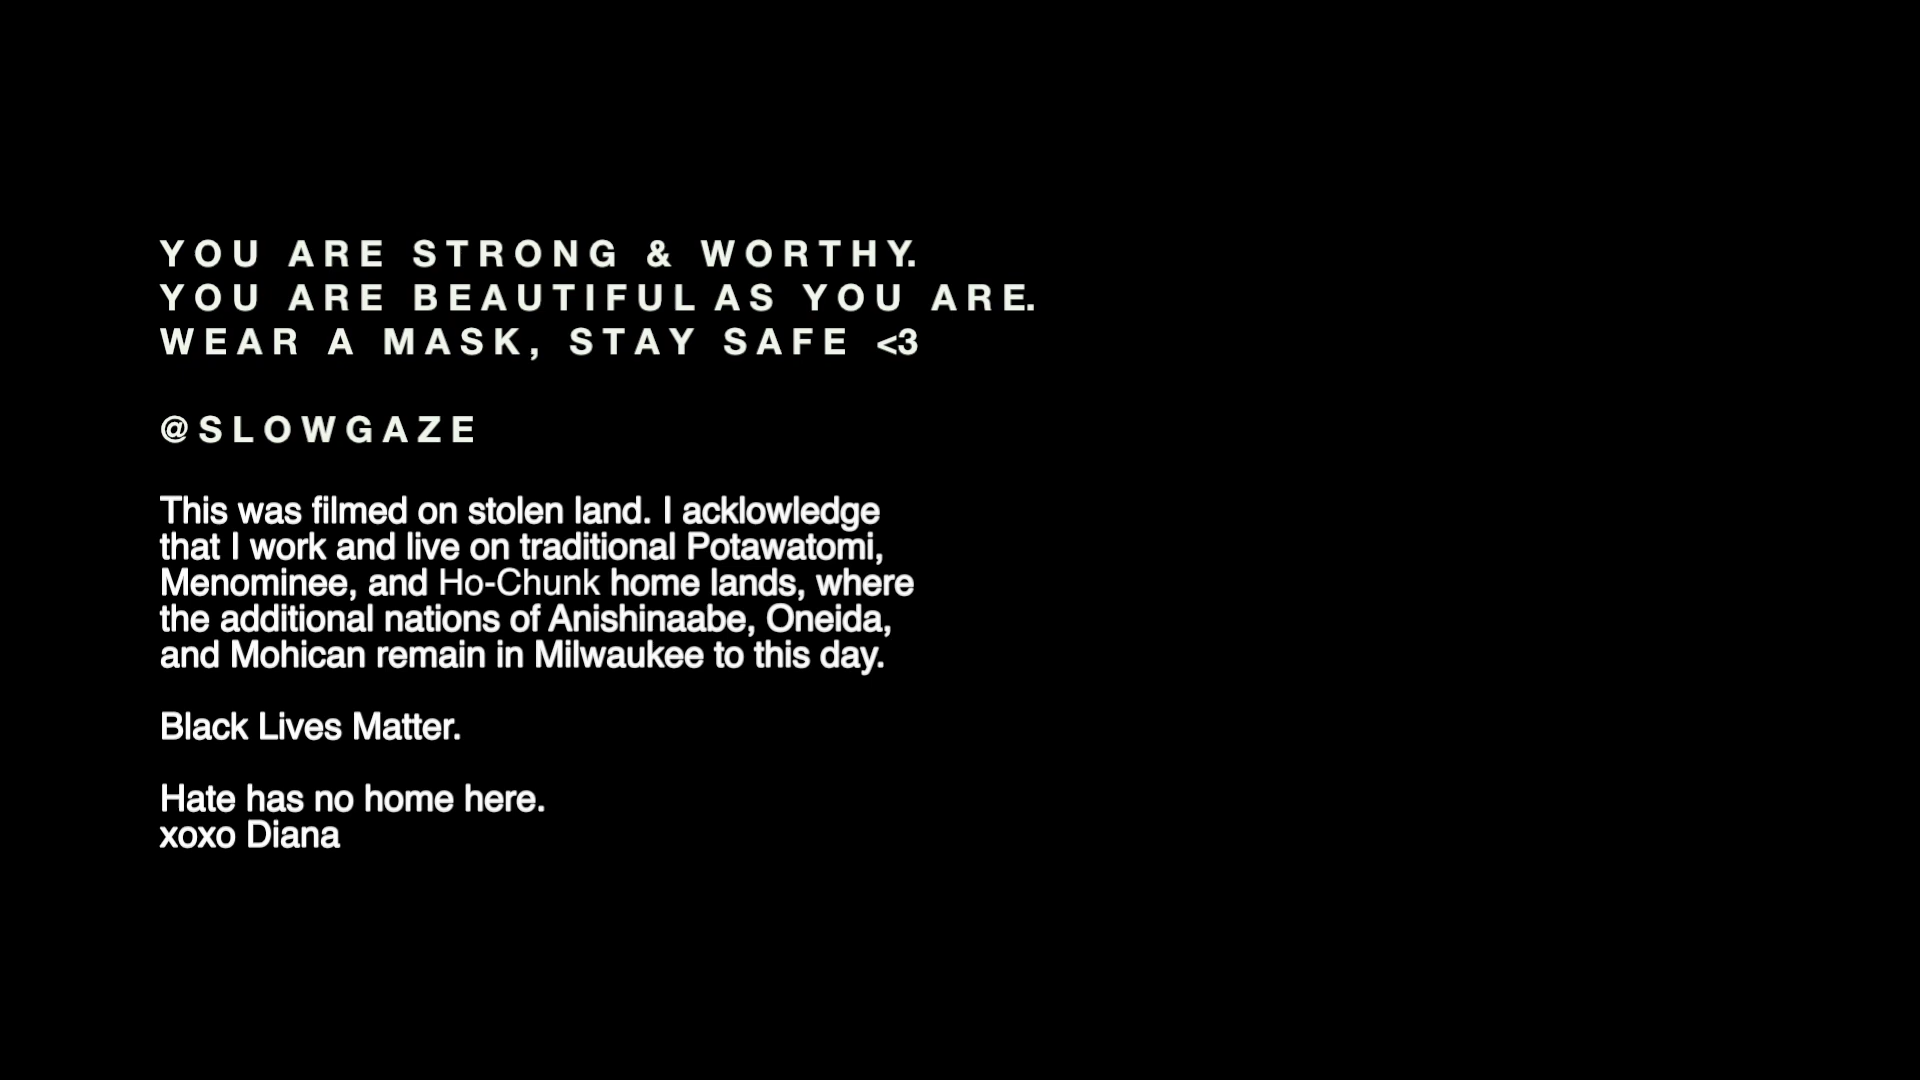 YOU ARE STRONG & WORTHY.
YOU ARE BEAUTIFUL AS YOU ARE.
WEAR A MASK, STAY SAFE <3
@SLOWGAZE
This was filmed on stolen land. I acklowledge
that I work and live on traditional Potawatomi,
Menominee, and Ho-Chunk home lands, where
the additional nations of Anishinaabe, Oneida,
and Mohican remain in Milwaukee to this day.
Black Lives Matter.
Hate has no home here.
xoxo Diana